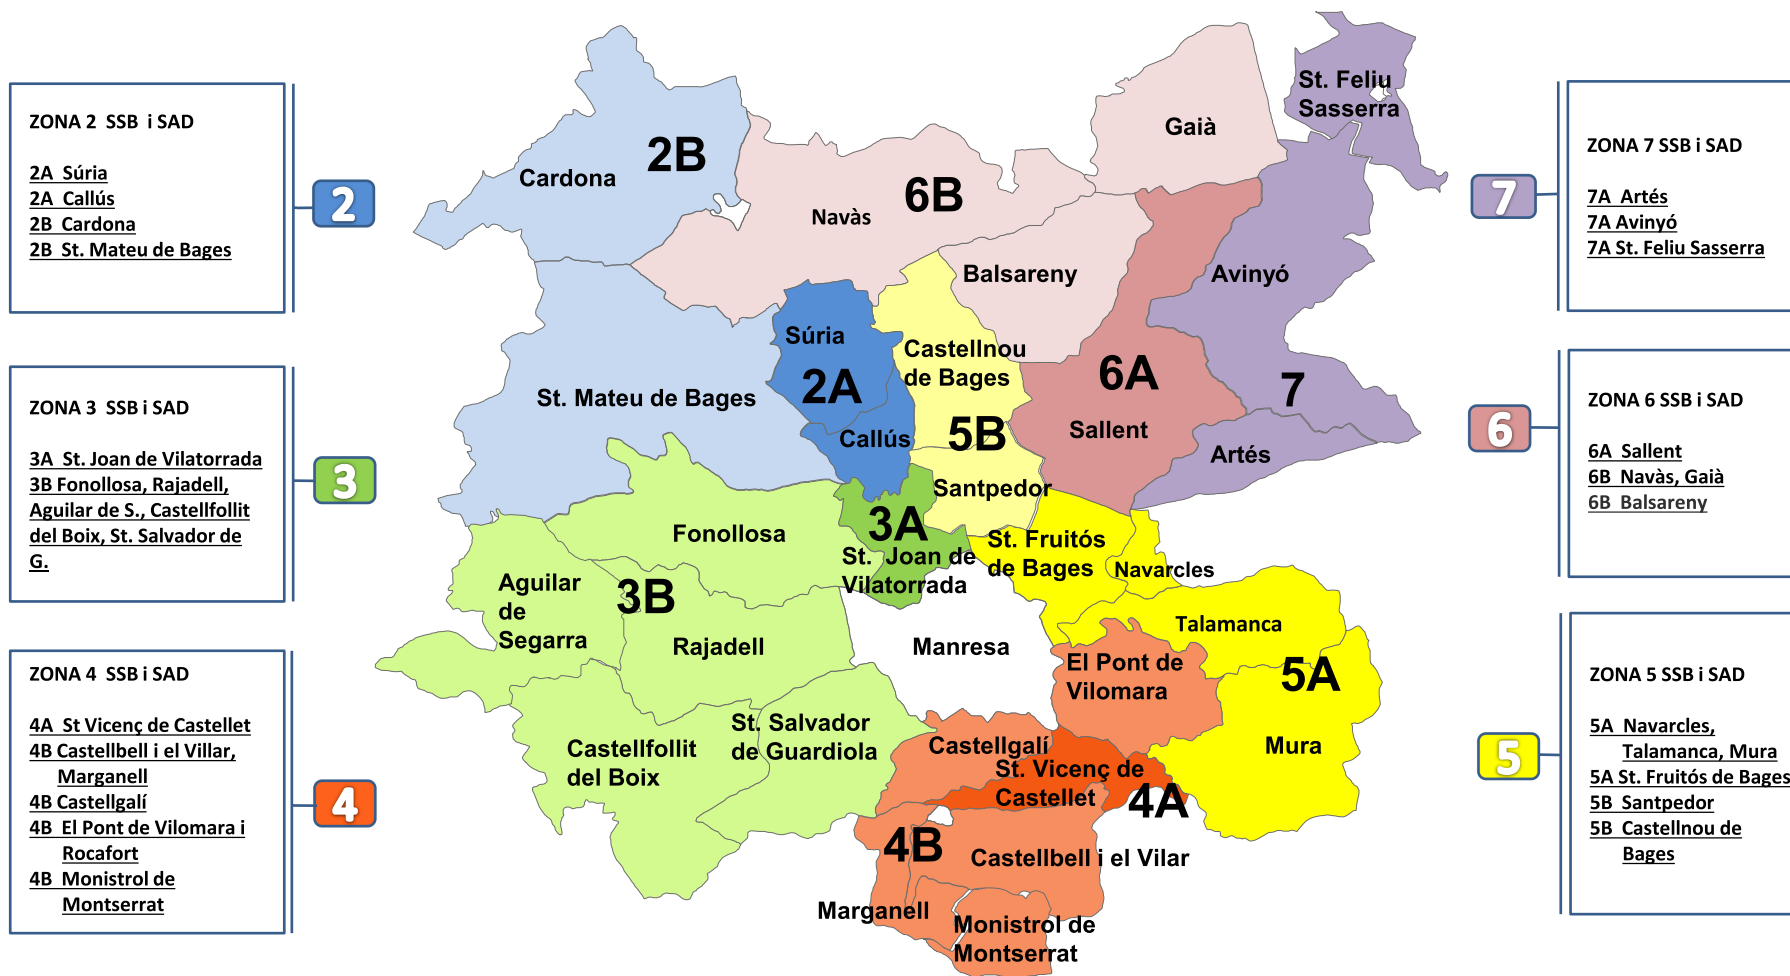 ZONA 2 SSB i SAD
2A Súria
2A Callús
2B Cardona
2B St. Mateu de Bages
2
ZONA 3 SSB i SAD
3A St. Joan de Vilatorrada
3B Fonollosa, Rajadell,
Aguilar de S., Castellfollit
del Boix, St. Salvador de
G.
3
ZONA 4 SSB i SAD
4A St Vicenç de Castellet
4B Castellbell i el Villar,
Marganell
4B Castellgalí
4B El Pont de Vilomara i
Rocafort
4B Monistrol de
Montserrat
4
Cardona
2B
Navàs
6B
Gaià
St. Feliu
Sasserra
Balsareny
Avinyó
Súria
2A
Castellnou
de Bages
St. Mateu de Bages
Callús
5B
6A
Sallent
7
Artés
Santpedor
3A
Fonollosa
St. Joan de
Vilatorrada
St. Fruitós
de Bages
Navarcles
Aguilar
de
Segarra
3B
Rajadell
Manresa
Talamanca
El Pont de
Vilomara
5A
Mura
St. Salvador
de Guardiola
Castellfollit
del Boix
Castellgalí
St. Vicenç de
Castellet
4A
4B
Castellbell i el Vilar
Marganell
Monistrol de
Montserrat
7
ZONA 7 SSB i SAD
7A Artés
7A Avinyó
7A St. Feliu Sasserra
6
ZONA 6 SSB i SAD
6A Sallent
6B Navàs, Gaià
6B Balsareny
5
ZONA 5 SSB i SAD
5A Navarcles,
Talamanca, Mura
5A St. Fruitós de Bages
5B Santpedor
5B Castellnou de
Bages